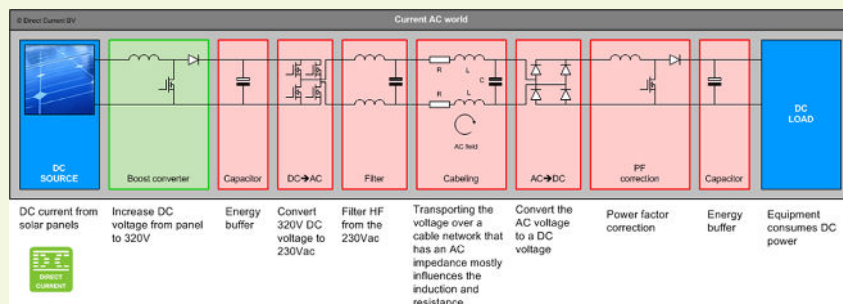 © Direct Current BV
Current AC world
R
L
C
R
L
AC field
DC
SOURCE
Boost converter
Capacitor
DC➔AC
Filter
Cabeling
AC➔DC
PF
correction
Capacitor
DC
LOAD
DC current from
solar panels
Increase DC
voltage from panel
to 320V
Energy
buffer
Convert
320V DC
voltage to
230Vac
Filter HF
from the
230Vac
Transporting the
voltage over a
cable network that
has an AC
impedance mostly
influences the
induction and
resistance
Convert the
AC voltage
to a DC
voltage
Power factor
correction
Energy
buffer
Equipment
consumes DC
power
DIRECT
CURRENT